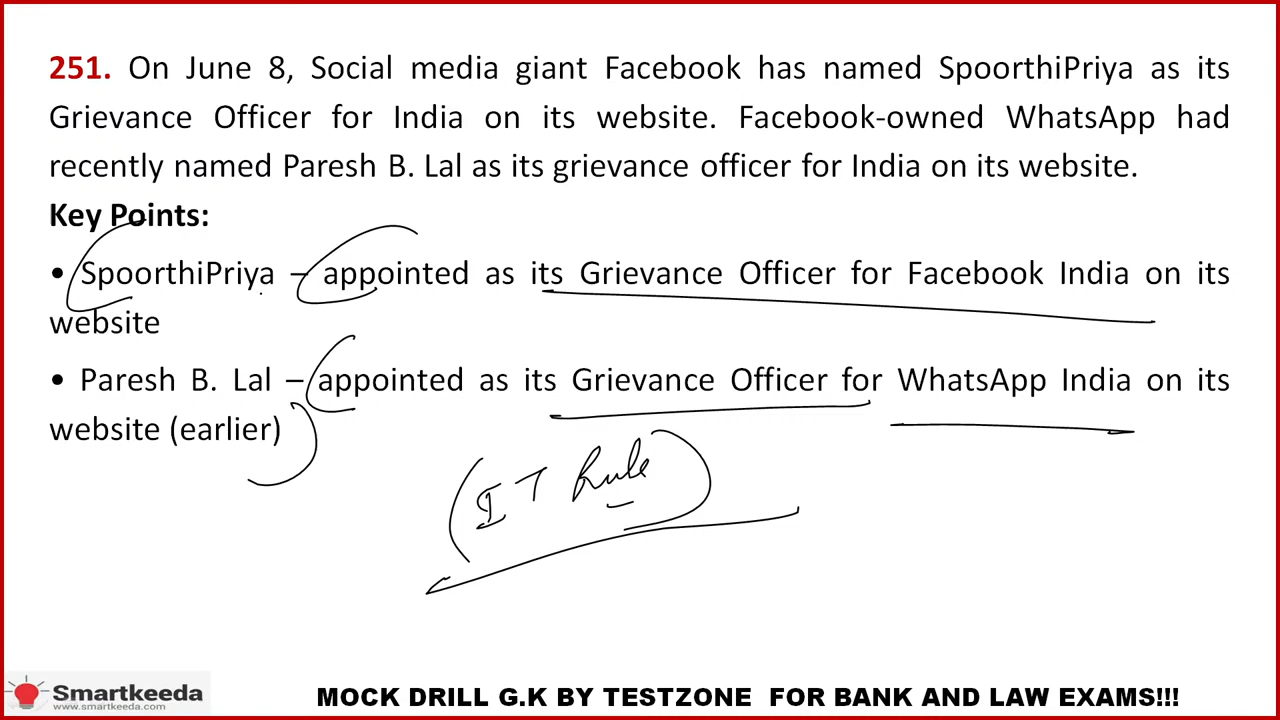 251. On June 8, Social media giant Facebook has named SpoorthiPriya as its
Grievance Officer for India on its website. Facebook-owned WhatsApp had
recently named Paresh B. Lal as its grievance officer for India on its website.
Key Points:
• SpoorthiPriya – appointed as its Grievance Officer for Facebook India on its
website
• Paresh B. Lal – appointed as its Grievance Officer for WhatsApp India on its
website (earlier)
(IT Rule)
Smartkeeda
www.smartkeeda.com
MOCK DRILL G.K BY TESTZONE FOR BANK AND LAW EXAMS!!!